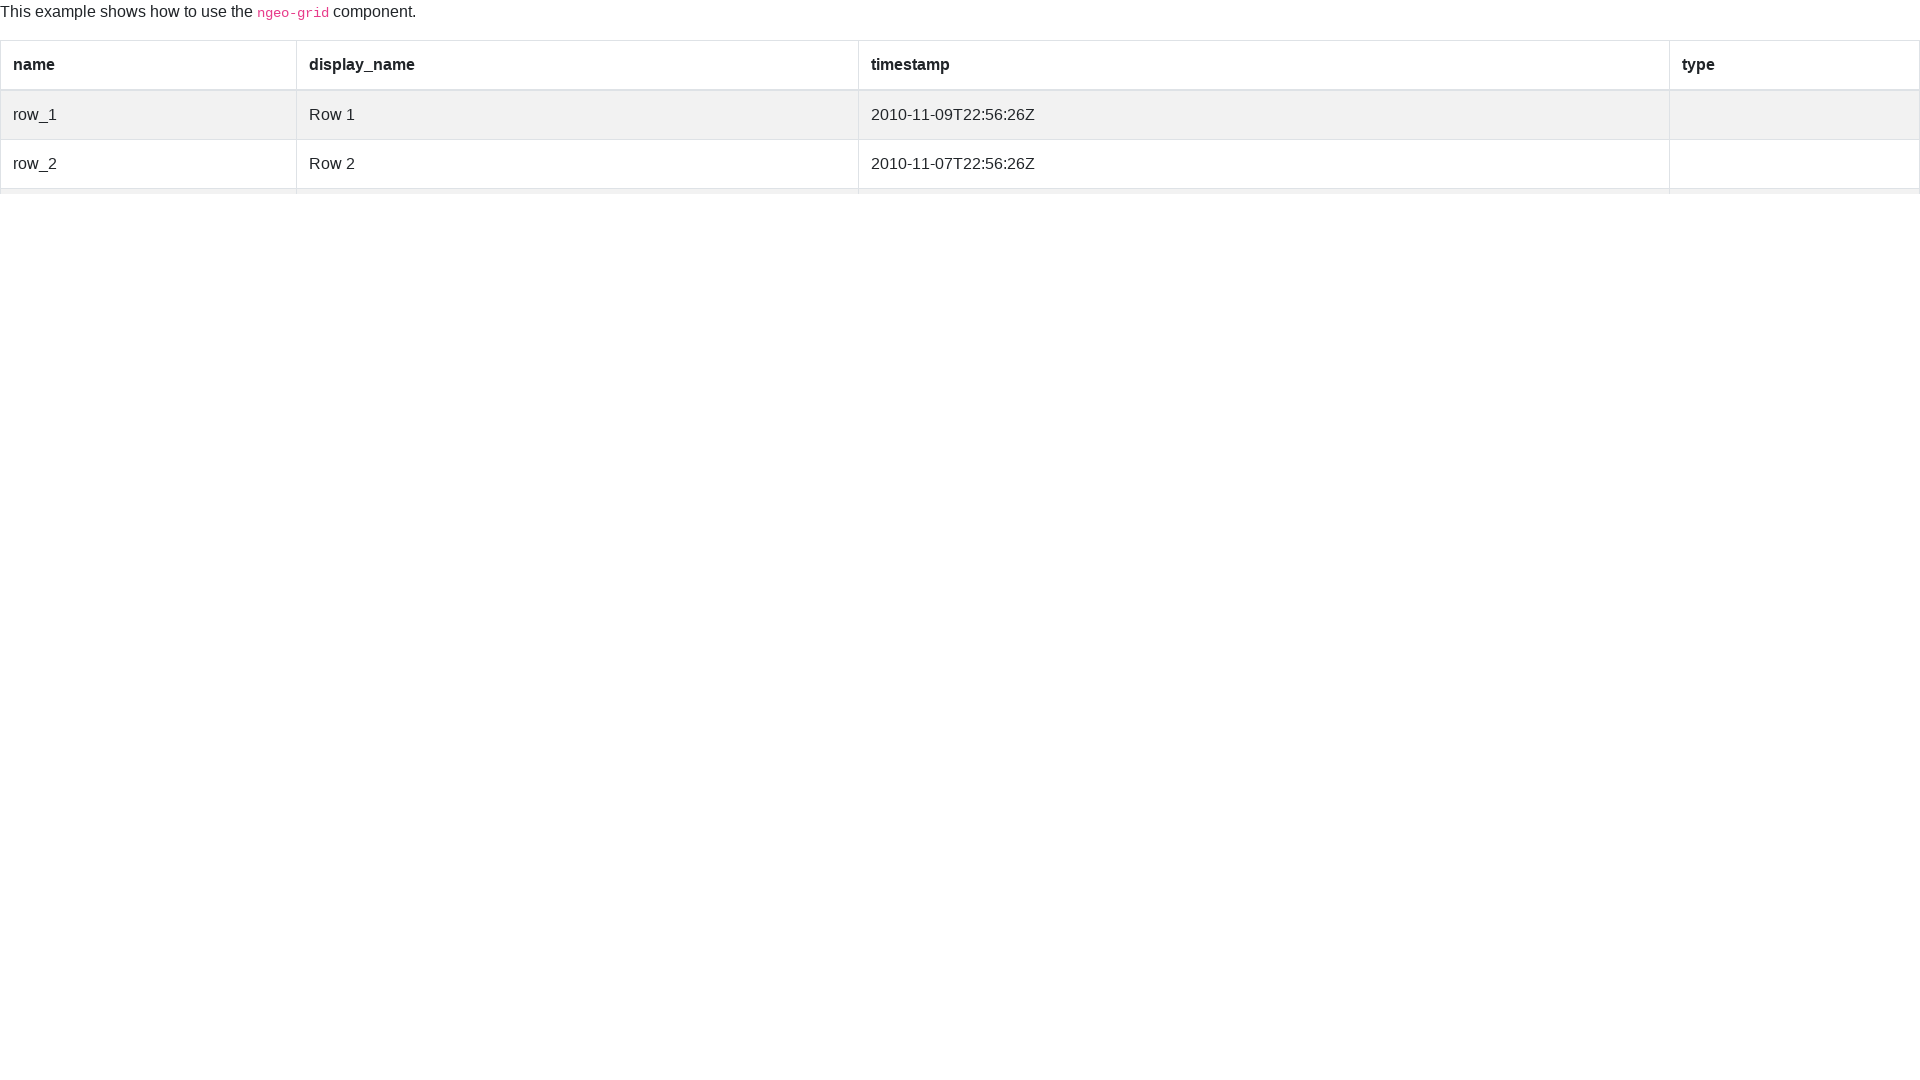 This example shows how to use the ngeo-grid component.
name display_name timestamp type
row_1 Row 1 2010-11-09T22:56:26Z
row_2 Row 2 2010-11-07T22:56:26Z